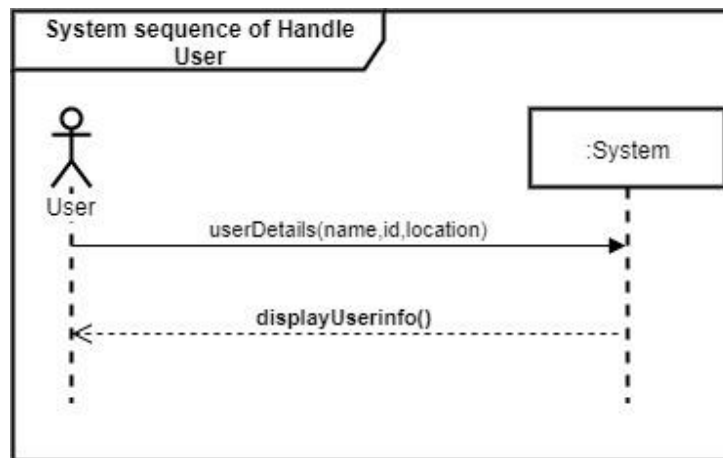 System sequence of Handle
User
:System
User
userDetails(name,id,location)
displayUserinfo()